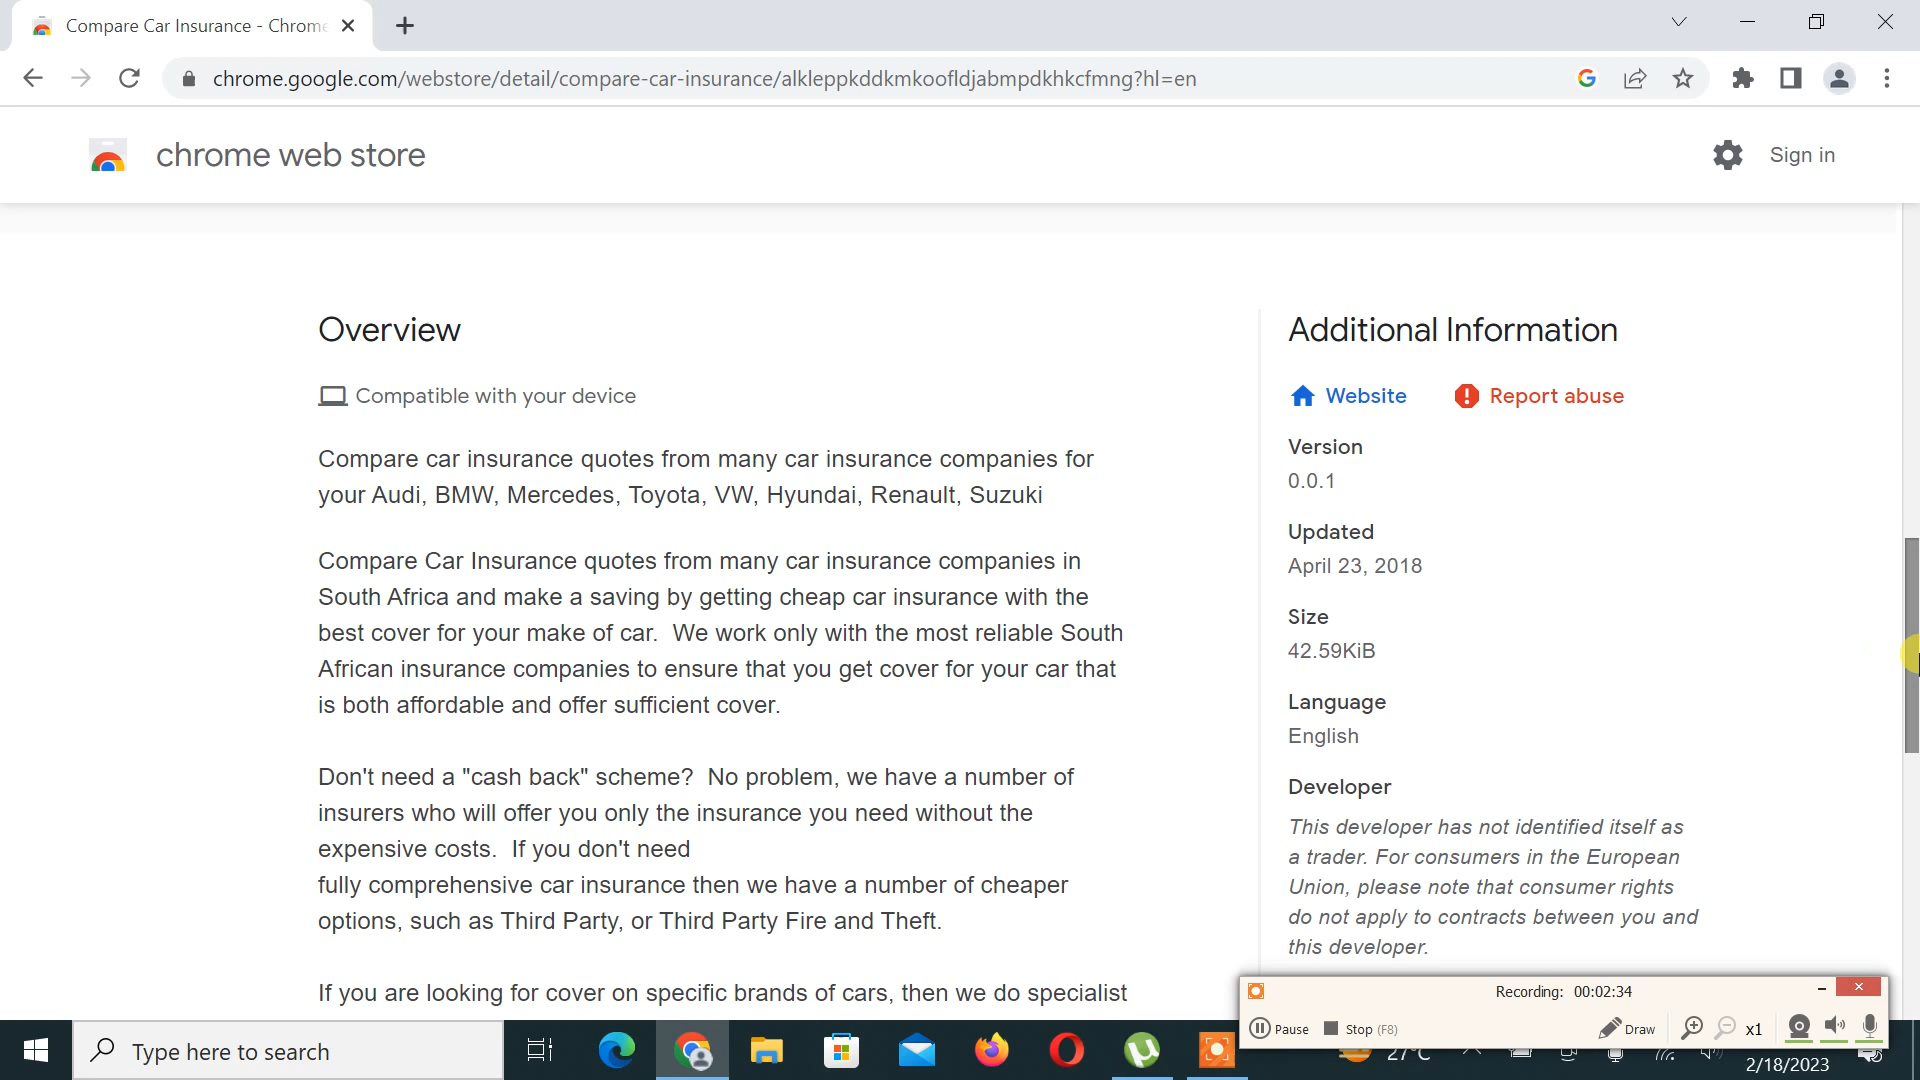 Compare Car Insurance - Chrome
chrome.google.com/webstore/detail/compare-car-insurance/alkleppkddkmkoofldjabmpdkhkcfmng?hl=en
chrome web store
Sign in
Overview
Compatible with your device
Compare car insurance quotes from many car insurance companies for
your Audi, BMW, Mercedes, Toyota, VW, Hyundai, Renault, Suzuki
Compare Car Insurance quotes from many car insurance companies in
South Africa and make a saving by getting cheap car insurance with the
best cover for your make of car.  We work only with the most reliable South
African insurance companies to ensure that you get cover for your car that
is both affordable and offer sufficient cover.
Don't need a "cash back" scheme?  No problem, we have a number of
insurers who will offer you only the insurance you need without the
expensive costs.  If you don't need
fully comprehensive car insurance then we have a number of cheaper
options, such as Third Party, or Third Party Fire and Theft.
If you are looking for cover on specific brands of cars, then we do specialist
Additional Information
Website
Report abuse
Version
0.0.1
Updated
April 23, 2018
Size
42.59KiB
Language
English
Developer
This developer has not identified itself as
a trader. For consumers in the European
Union, please note that consumer rights
do not apply to contracts between you and
this developer.
Recording: 00:02:34
Pause
Stop (F8)
Draw
x1
Type here to search
27°C
2/18/2023